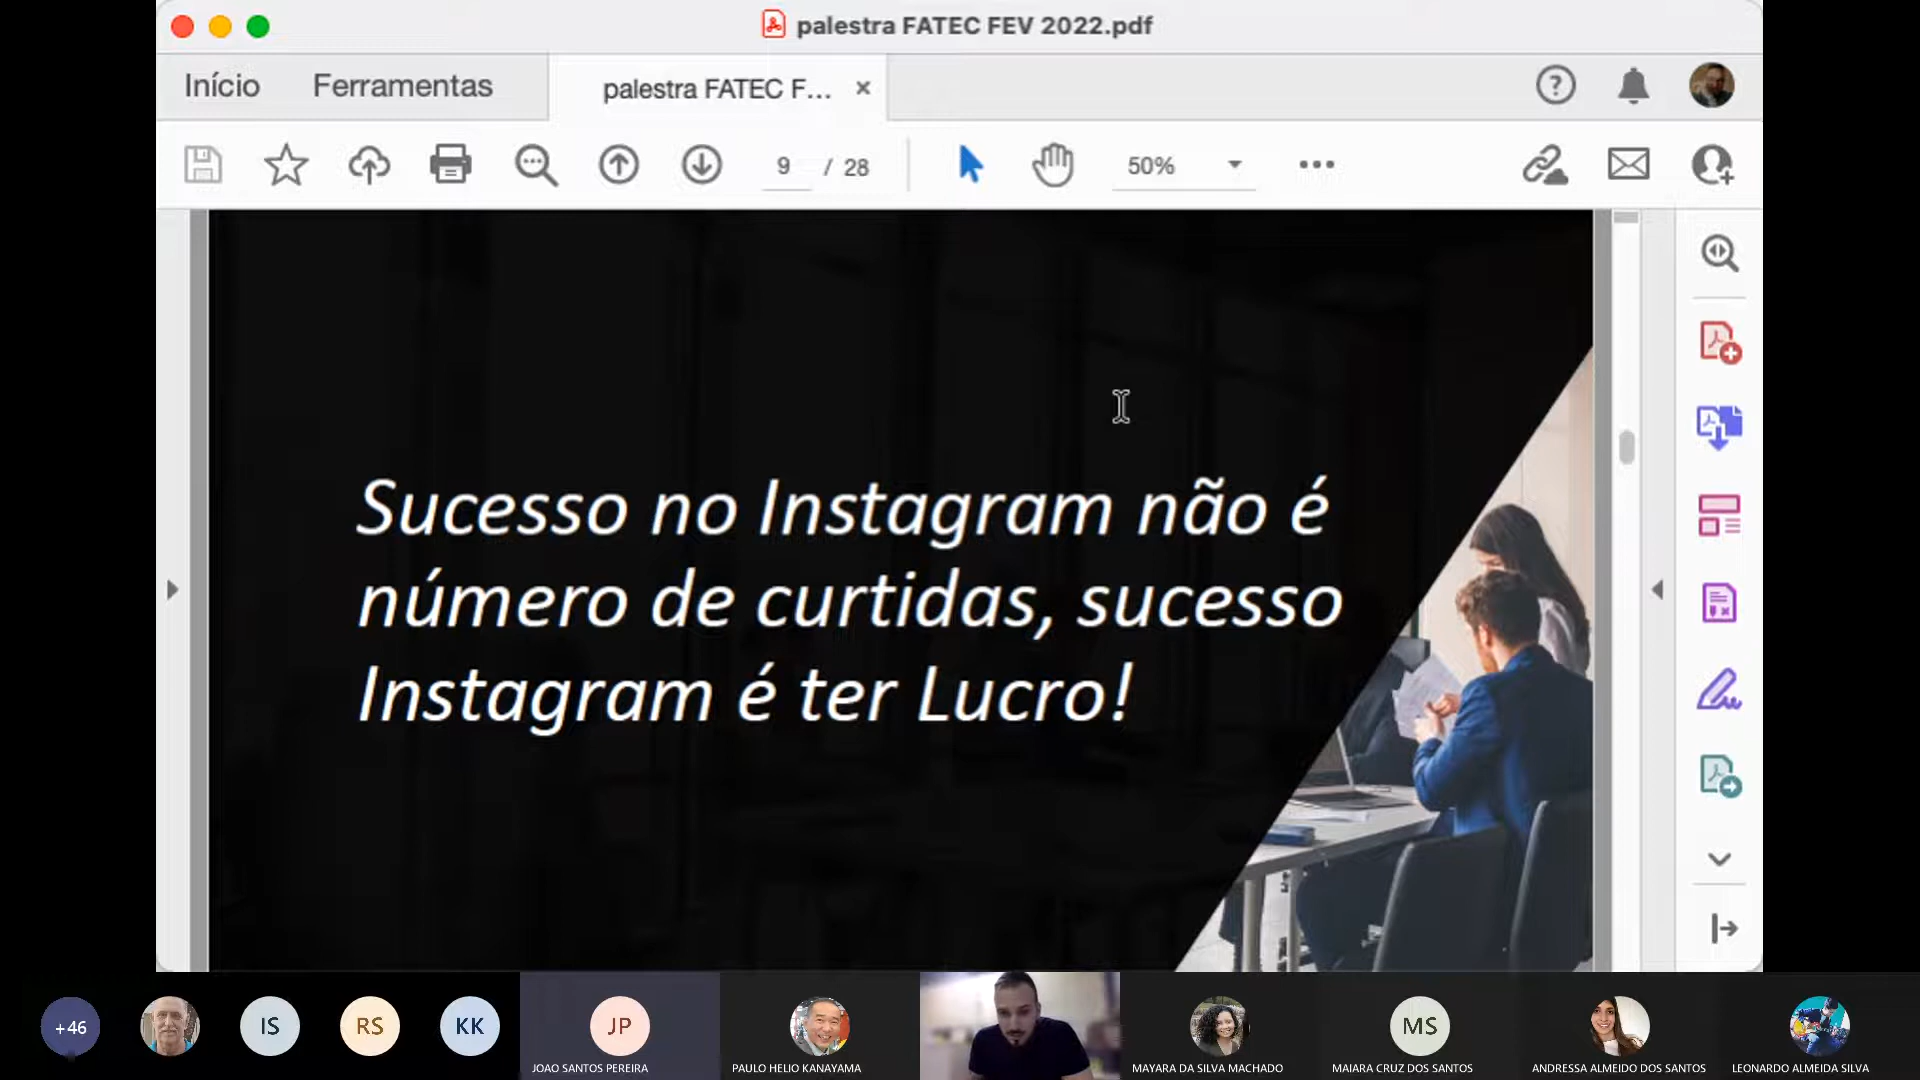 palestra FATEC FEV 2022.pdf
Início
Ferramentas
palestra FATEC F...
9 / 28
50%
Sucesso no Instagram não é
número de curtidas, sucesso
Instagram é ter Lucro!
+46
IS
RS
KK
JP
MS
JOAO SANTOS PEREIRA
PAULO HELIO KANAYAMA
MAYARA DA SILVA MACHADO
MAIARA CRUZ DOS SANTOS
ANDRESSA ALMEIDO DOS SANTOS
LEONARDO ALMEIDA SILVA